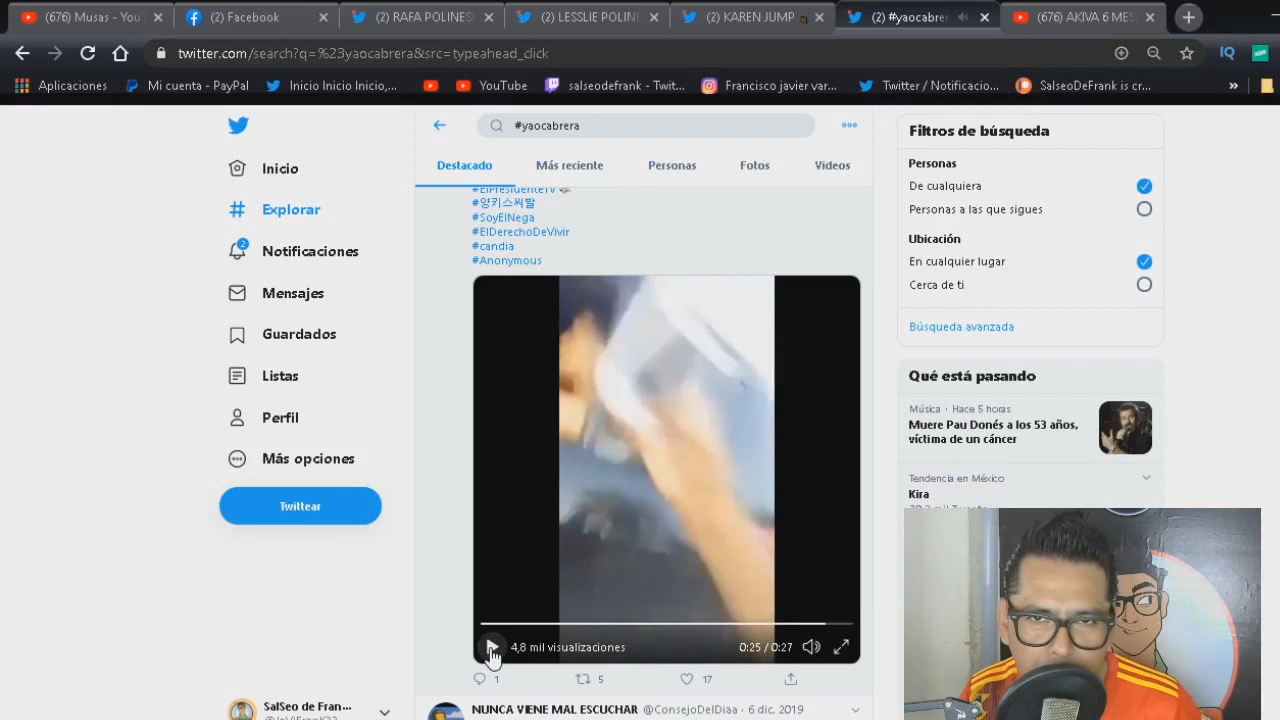 (676) Musas - You
(2) Facebook
(2) RAFA POLINES
(2) LESSLIE POLIN
(2) KAREN JUMP
(2) #yaocabrer
(676) AKIVA 6 MES
twitter.com/search?q=%23yaocabrera&src=typeahead_click
IQ
Aplicaciones
Mi cuenta - PayPal
Inicio Inicio Inicio,...
YouTube
salseodefrank - Twit...
Francisco javier var...
Twitter / Notificacio...
SalseoDeFrank is cr...
»
#yaocabrera
Destacado
Más reciente
Personas
Fotos
Videos
Inicio
Explorar
2
Notificaciones
Mensajes
Guardados
Listas
Perfil
Más opciones
Twittear
SalSeo de Fran...
#ElPresidenteTV
#양키스씨발
#SoyElNega
#ElDerechoDeVivir
#candia
#Anonymous
4,8 mil visualizaciones
0:25 / 0:27
1
5
17
NUNCA VIENE MAL ESCUCHAR @ConsejoDelDiaa · 6 dic. 2019
Filtros de búsqueda
Personas
De cualquiera
Personas a las que sigues
Ubicación
En cualquier lugar
Cerca de ti
Búsqueda avanzada
Qué está pasando
Música · Hace 5 horas
Muere Pau Donés a los 53 años,
víctima de un cáncer
Tendencia en México
Kira